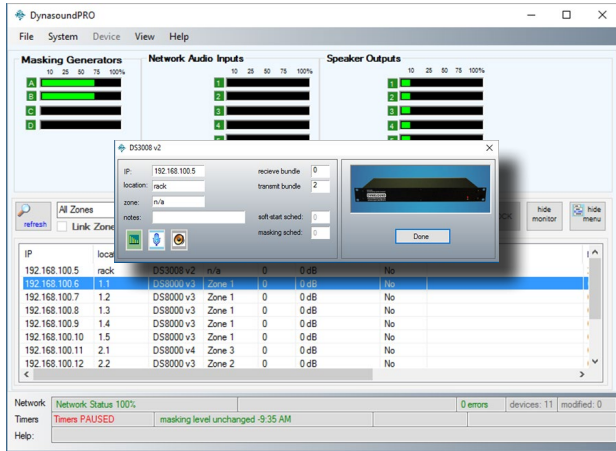 DynasoundPRO
File System Device View Help
Masking Generators
10 25 50 75 100%
A
B
C
D
Network Audio Inputs
10 25 50 75 100%
1
2
3
4
Speaker Outputs
10 25 50 75 100%
1
2
3
4
DS3008 v2
IP: 192.168.100.5 recieve bundle 0
location: rack transmit bundle 2
zone: n/a
notes: soft-start sched: 0
masking sched: 0
Done
refresh
All Zones
Link Zone
hide monitor
hide menu
IP
192.168.100.5 rack DS3008 v2 n/a 0 0 dB No
192.168.100.6 1.1 DS8000 v3 Zone 1 0 0 dB No
192.168.100.7 1.2 DS8000 v3 Zone 1 0 0 dB No
192.168.100.8 1.3 DS8000 v3 Zone 1 0 0 dB No
192.168.100.9 1.4 DS8000 v3 Zone 1 0 0 dB No
192.168.100.10 1.5 DS8000 v3 Zone 1 0 0 dB No
192.168.100.11 2.1 DS8000 v4 Zone 3 0 0 dB No
192.168.100.12 2.2 DS8000 v3 Zone 2 0 0 dB No
Network Network Status 100% 0 errors devices: 11 modified: 0
Timers Timers PAUSED masking level unchanged -9:35 AM
Help: